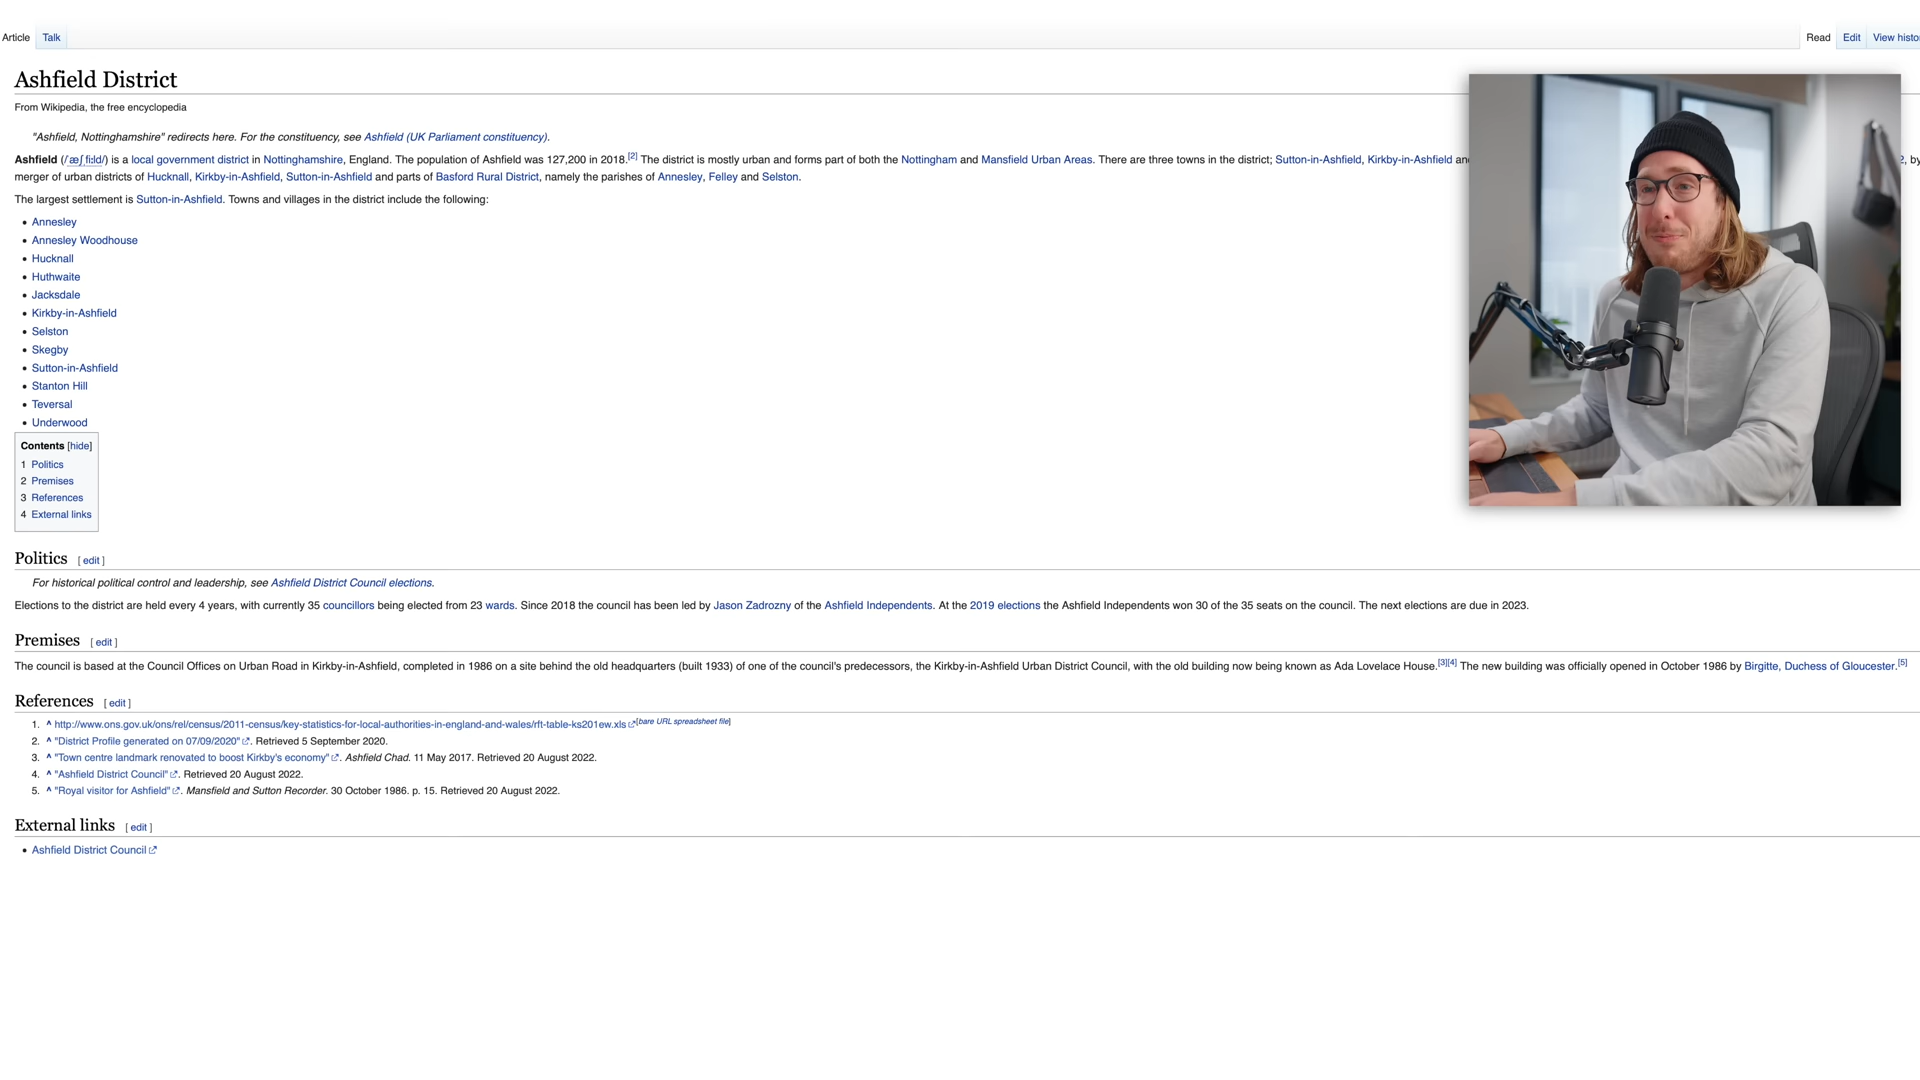 Article Talk Read Edit View histo
Ashfield District
From Wikipedia, the free encyclopedia
"Ashfield, Nottinghamshire" redirects here. For the constituency, see Ashfield (UK Parliament constituency).
Ashfield (/ˈæʃfiːld/) is a local government district in Nottinghamshire, England. The population of Ashfield was 127,200 in 2018.[2] The district is mostly urban and forms part of both the Nottingham and Mansfield Urban Areas. There are three towns in the district; Sutton-in-Ashfield, Kirkby-in-Ashfield an 2, by
merger of urban districts of Hucknall, Kirkby-in-Ashfield, Sutton-in-Ashfield and parts of Basford Rural District, namely the parishes of Annesley, Felley and Selston.
The largest settlement is Sutton-in-Ashfield. Towns and villages in the district include the following:
• Annesley
• Annesley Woodhouse
• Hucknall
• Huthwaite
• Jacksdale
• Kirkby-in-Ashfield
• Selston
• Skegby
• Sutton-in-Ashfield
• Stanton Hill
• Teversal
• Underwood
Contents [hide]
1 Politics
2 Premises
3 References
4 External links
Politics [ edit ]
For historical political control and leadership, see Ashfield District Council elections.
Elections to the district are held every 4 years, with currently 35 councillors being elected from 23 wards. Since 2018 the council has been led by Jason Zadrozny of the Ashfield Independents. At the 2019 elections the Ashfield Independents won 30 of the 35 seats on the council. The next elections are due in 2023.
Premises [ edit ]
The council is based at the Council Offices on Urban Road in Kirkby-in-Ashfield, completed in 1986 on a site behind the old headquarters (built 1933) of one of the council's predecessors, the Kirkby-in-Ashfield Urban District Council, with the old building now being known as Ada Lovelace House.[3][4] The new building was officially opened in October 1986 by Birgitte, Duchess of Gloucester.[5]
References [ edit ]
1. ^ http://www.ons.gov.uk/ons/rel/census/2011-census/key-statistics-for-local-authorities-in-england-and-wales/rft-table-ks201ew.xls [bare URL spreadsheet file]
2. ^ "District Profile generated on 07/09/2020" . Retrieved 5 September 2020.
3. ^ "Town centre landmark renovated to boost Kirkby's economy" . Ashfield Chad. 11 May 2017. Retrieved 20 August 2022.
4. ^ "Ashfield District Council" . Retrieved 20 August 2022.
5. ^ "Royal visitor for Ashfield" . Mansfield and Sutton Recorder. 30 October 1986. p. 15. Retrieved 20 August 2022.
External links [ edit ]
• Ashfield District Council